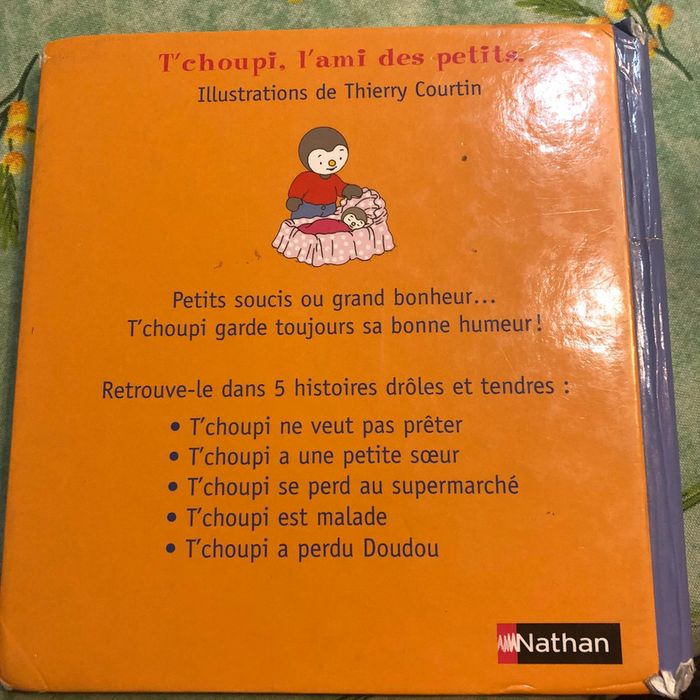 T'choupi, l'ami des petits.
Illustrations de Thierry Courtin
Petits soucis ou grand bonheur...
T'choupi garde toujours sa bonne humeur !
Retrouve-le dans 5 histoires drôles et tendres :
• T'choupi ne veut pas prêter
• T'choupi a une petite sœur
• T'choupi se perd au supermarché
• T'choupi est malade
• T'choupi a perdu Doudou
Nathan